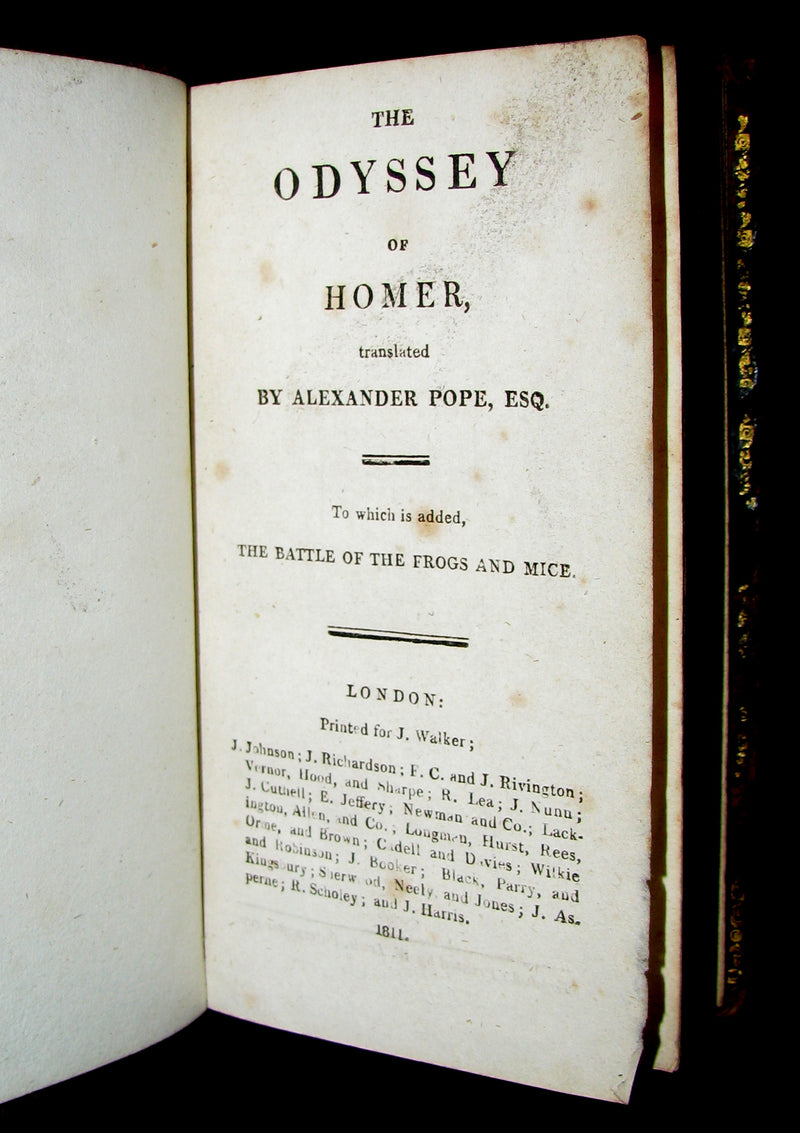 THE
ODYSSEY
OF
HOMER,
translated
BY ALEXANDER POPE, ESQ.
To which is added,
THE BATTLE OF THE FROGS AND MICE.
LONDON:
Printed for J. Walker;
J. Johnson; J. Richardson; F. C. and J. Rivington;
Vernor, Hood, and Sharpe; R. Lea; J. Nunn;
J. Cuthell; E. Jeffery; Newman and Co.; Lack-
ington, Allen, and Co.; Longman, Hurst, Rees,
Orme, and Brown; Cadell and Davies; Wilkie
and Robinson; J. Booker; Black, Parry, and
Kingsbury; Sherwood, Neely, and Jones; J. As-
perne; R. Scholey; and J. Harris.
1811.